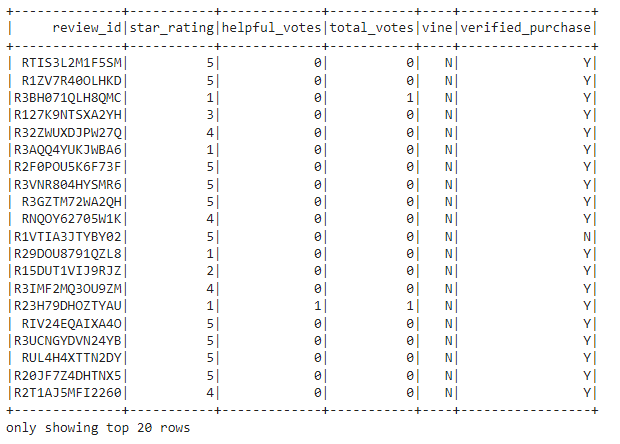 +--------------+-----------+-------------+-----------+----+-----------------+
|     review_id|star_rating|helpful_votes|total_votes|vine|verified_purchase|
+--------------+-----------+-------------+-----------+----+-----------------+
| RTIS3L2M1F5SM|          5|            0|          0|   N|                Y|
| R1ZV7R40OLHKD|          5|            0|          0|   N|                Y|
|R3BH071QLH8QMC|          1|            0|          1|   N|                Y|
|R127K9NTSXA2YH|          3|            0|          0|   N|                Y|
|R32ZWUXDJPW27Q|          4|            0|          0|   N|                Y|
|R3AQQ4YUKJWBA6|          1|            0|          0|   N|                Y|
|R2F0POU5K6F73F|          5|            0|          0|   N|                Y|
|R3VNR804HYSMR6|          5|            0|          0|   N|                Y|
| R3GZTM72WA2QH|          5|            0|          0|   N|                Y|
| RNQOY62705W1K|          4|            0|          0|   N|                Y|
|R1VTIA3JTYBY02|          5|            0|          0|   N|                N|
|R29DOU8791QZL8|          1|            0|          0|   N|                Y|
|R15DUT1VIJ9RJZ|          2|            0|          0|   N|                Y|
|R3IMF2MQ3OU9ZM|          4|            0|          0|   N|                Y|
|R23H79DHOZTYAU|          1|            1|          1|   N|                Y|
| RIV24EQAIXA4O|          5|            0|          0|   N|                Y|
|R3UCNGYDVN24YB|          5|            0|          0|   N|                Y|
| RUL4H4XTTN2DY|          5|            0|          0|   N|                Y|
|R20JF7Z4DHTNX5|          5|            0|          0|   N|                Y|
|R2T1AJ5MFI2260|          4|            0|          0|   N|                Y|
+--------------+-----------+-------------+-----------+----+-----------------+
only showing top 20 rows